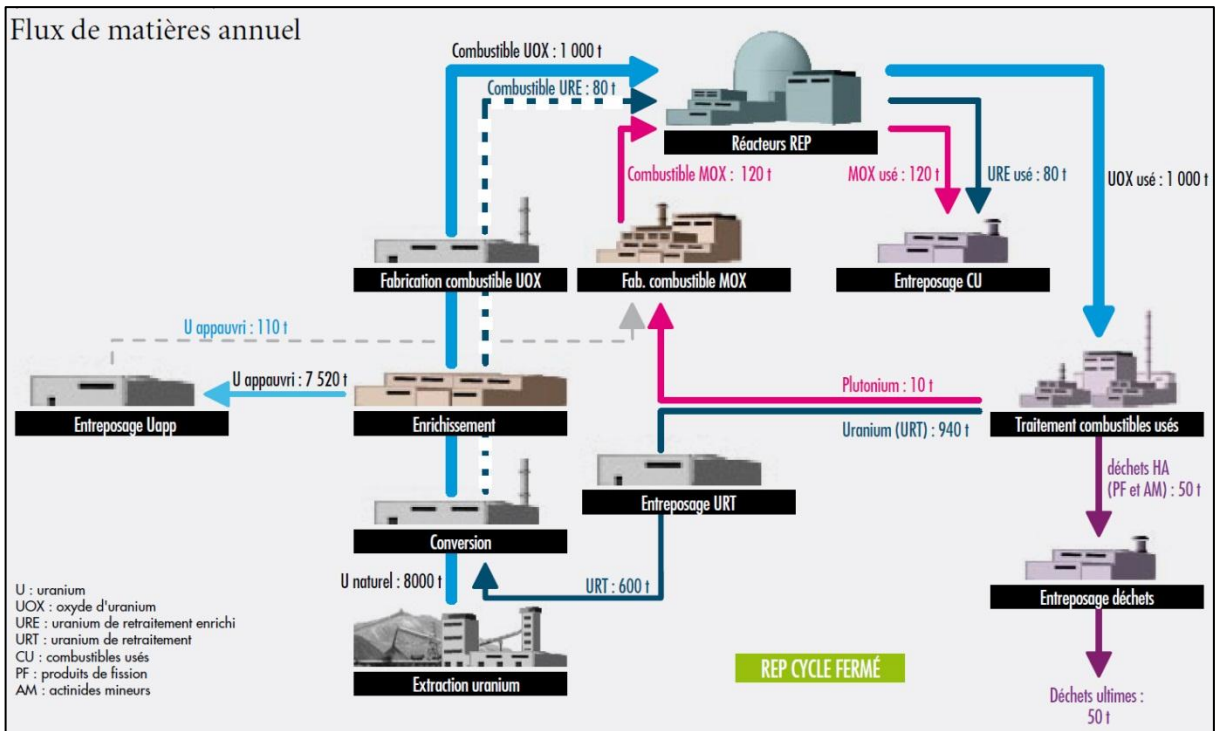 Flux de matières annuel
Combustible UOX : 1 000 t
Combustible URE : 80 t
Réacteurs REP
Combustible MOX : 120 t
MOX usé : 120 t
URE usé : 80 t
UOX usé : 1 000 t
Fabrication combustible UOX
Fab. combustible MOX
Entreposage CU
U appauvri : 110 t
U appauvri : 7 520 t
Plutonium : 10 t
Entreposage Uapp
Enrichissement
Uranium (URT) : 940 t
Traitement combustibles usés
déchets HA
(PF et AM) : 50 t
Entreposage URT
Conversion
U naturel : 8000 t
URT : 600 t
Entreposage déchets
U : uranium
UOX : oxyde d'uranium
URE : uranium de retraitement enrichi
URT : uranium de retraitement
CU : combustibles usés
PF : produits de fission
AM : actinides mineurs
Extraction uranium
REP CYCLE FERMÉ
Déchets ultimes :
50 t